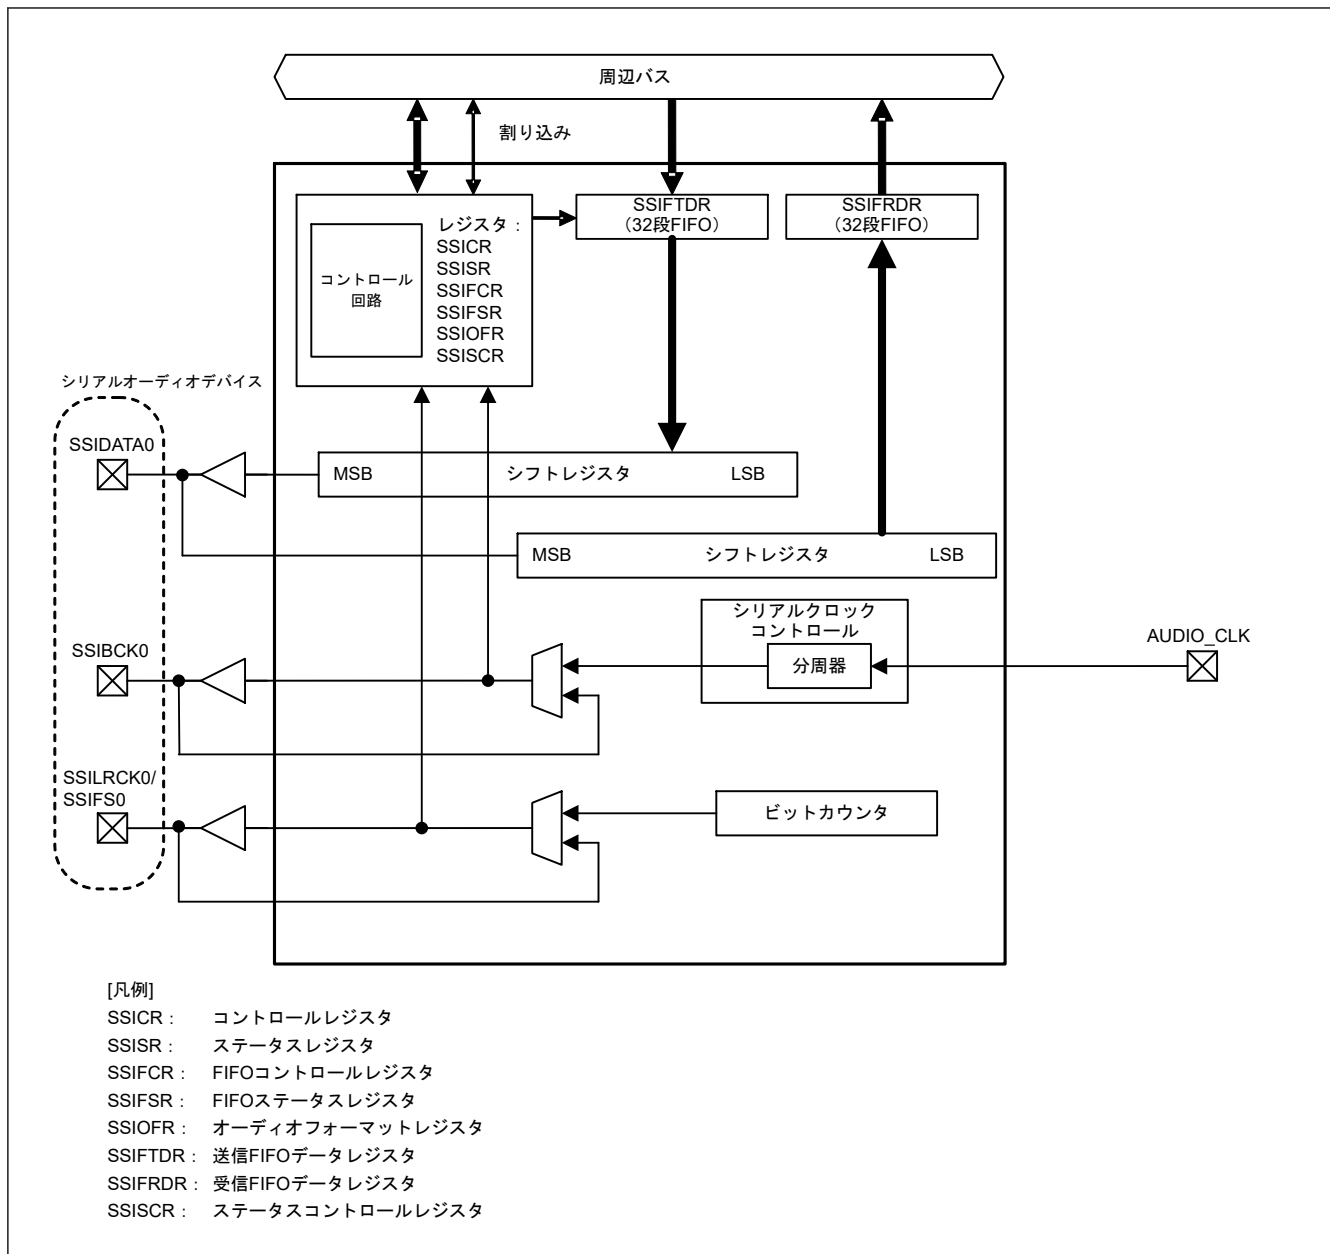 周辺バス
割り込み
SSIFTDR
（32段FIFO）
SSIFRDR
（32段FIFO）
コントロール
回路
レジスタ：
SSICR
SSISR
SSIFCR
SSIFSR
SSIOFR
SSISCR
シリアルオーディオデバイス
SSIDATA0
MSB シフトレジスタ LSB
MSB シフトレジスタ LSB
シリアルクロック
コントロール
分周器
AUDIO_CLK
SSIBCK0
SSILRCK0/
SSIFS0
ビットカウンタ
[凡例]
SSICR： コントロールレジスタ
SSISR： ステータスレジスタ
SSIFCR： FIFOコントロールレジスタ
SSIFSR： FIFOステータスレジスタ
SSIOFR： オーディオフォーマットレジスタ
SSIFTDR： 送信FIFOデータレジスタ
SSIFRDR： 受信FIFOデータレジスタ
SSISCR： ステータスコントロールレジスタ